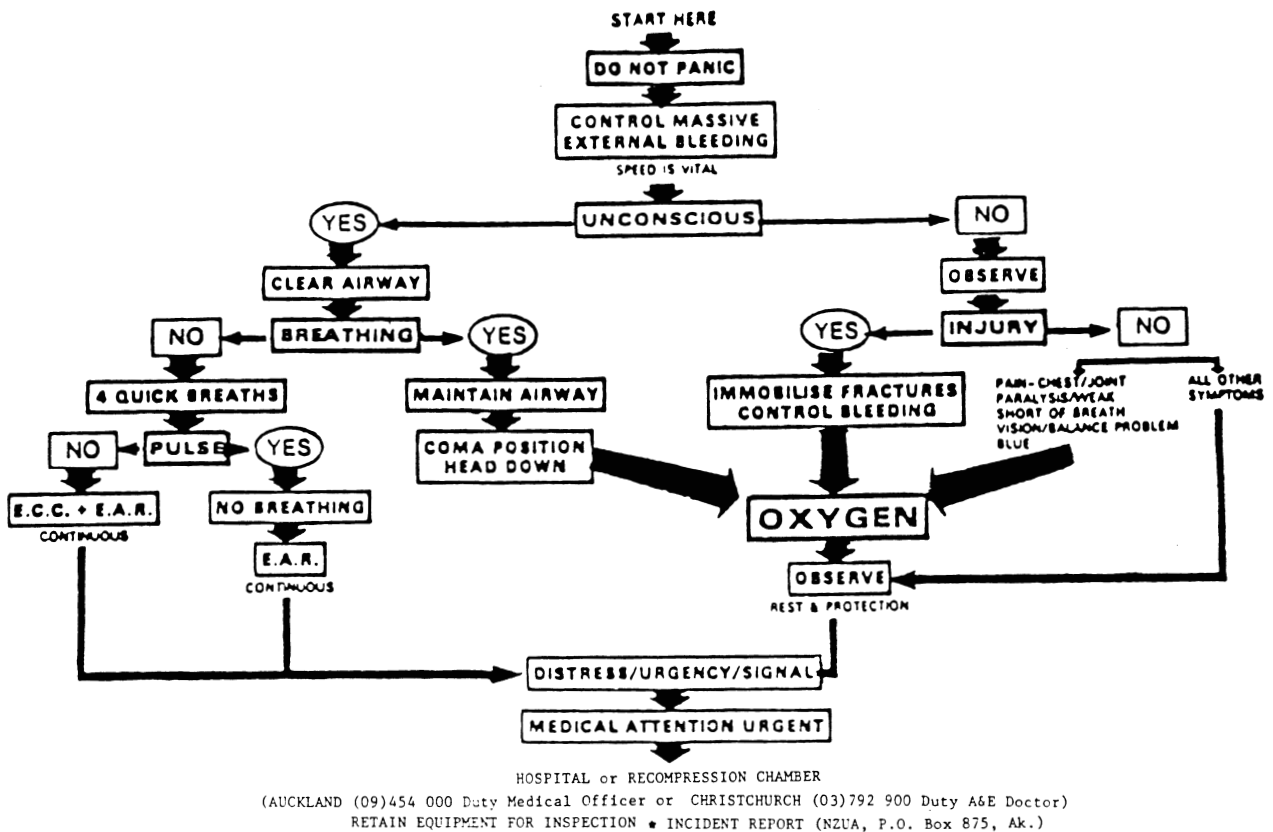 START HERE
DO NOT PANIC
CONTROL MASSIVE
EXTERNAL BLEEDING
SPEED IS VITAL
UNCONSCIOUS
YES
NO
CLEAR AIRWAY
OBSERVE
NO
BREATHING
YES
YES
INJURY
NO
4 QUICK BREATHS
MAINTAIN AIRWAY
IMMOBILISE FRACTURES
CONTROL BLEEDING
PAIN-CHEST/JOINT
PARALYSIS/WEAK
SHORT OF BREATH
VISION/BALANCE PROBLEM
BLUE
ALL OTHER
SYMPTOMS
NO
PULSE
YES
COMA POSITION
HEAD DOWN
E.C.C. + E.A.R.
CONTINUOUS
NO BREATHING
E.A.R.
CONTINUOUS
OXYGEN
OBSERVE
REST & PROTECTION
DISTRESS/URGENCY/SIGNAL
MEDICAL ATTENTION URGENT
HOSPITAL or RECOMPRESSION CHAMBER
(AUCKLAND (09)454 000 Duty Medical Officer or CHRISTCHURCH (03)792 900 Duty A&E Doctor)
RETAIN EQUIPMENT FOR INSPECTION * INCIDENT REPORT (NZUA, P.O. Box 875, Ak.)